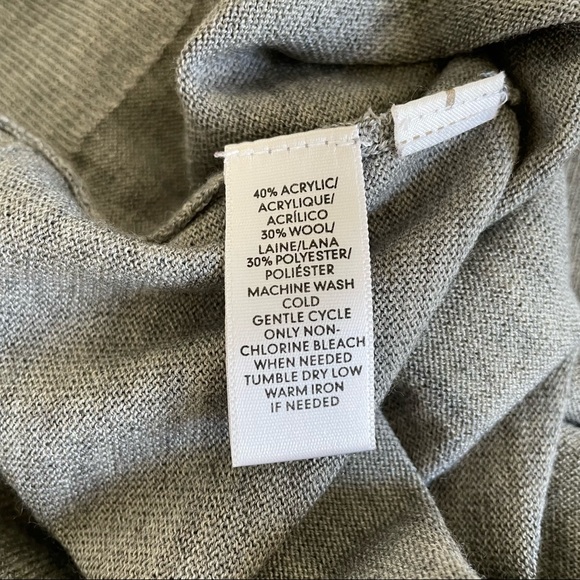 40% ACRYLIC/
ACRYLIQUE/
ACRÍLICO
30% WOOL/
LAINE/LANA
30% POLYESTER/
POLIÉSTER
MACHINE WASH
COLD
GENTLE CYCLE
ONLY NON-
CHLORINE BLEACH
WHEN NEEDED
TUMBLE DRY LOW
WARM IRON
IF NEEDED